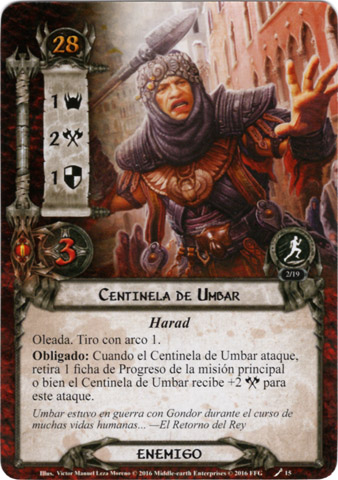 28
1
2
1
3
2/19
Centinela de Umbar
Harad
Oleada. Tiro con arco 1.
Obligado: Cuando el Centinela de Umbar ataque,
retira 1 ficha de Progreso de la misión principal
o bien el Centinela de Umbar recibe +2 para
este ataque.
Umbar estuvo en guerra con Gondor durante el curso de
muchas vidas humanas... —El Retorno del Rey
ENEMIGO
Illus. Víctor Manuel Leza Moreno © 2016 Middle-earth Enterprises © 2016 FFG 15